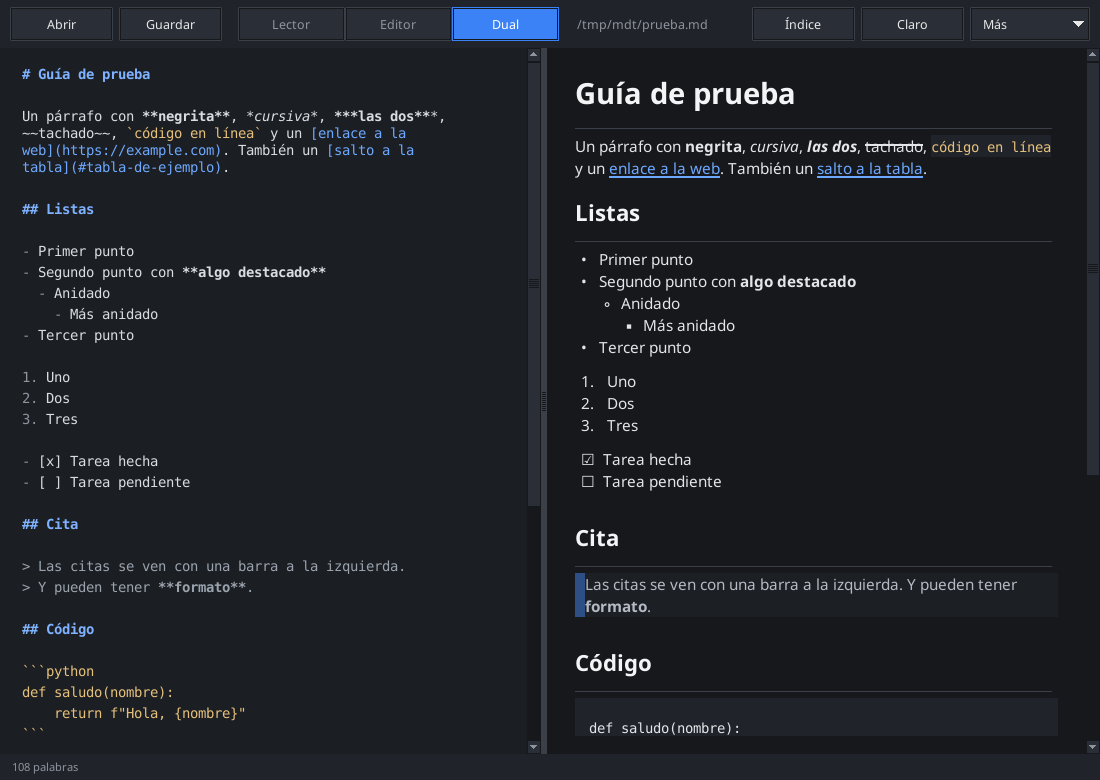 Abrir Guardar Lector Editor Dual /tmp/mdt/prueba.md Índice Claro Más
# Guía de prueba
Un párrafo con **negrita**, *cursiva*, ***las dos***,
~~tachado~~, `código en línea` y un [enlace a la
web](https://example.com). También un [salto a la
tabla](#tabla-de-ejemplo).
## Listas
- Primer punto
- Segundo punto con **algo destacado**
- Anidado
- Más anidado
- Tercer punto
1. Uno
2. Dos
3. Tres
- [x] Tarea hecha
- [ ] Tarea pendiente
## Cita
> Las citas se ven con una barra a la izquierda.
> Y pueden tener **formato**.
## Código
```python
def saludo(nombre):
    return f"Hola, {nombre}"
```
Guía de prueba
Un párrafo con negrita, cursiva, las dos, tachado, código en línea
y un enlace a la web. También un salto a la tabla.
Listas
• Primer punto
• Segundo punto con algo destacado
◦ Anidado
▪ Más anidado
• Tercer punto
1. Uno
2. Dos
3. Tres
☑ Tarea hecha
☐ Tarea pendiente
Cita
Las citas se ven con una barra a la izquierda. Y pueden tener
formato.
Código
def saludo(nombre):
108 palabras